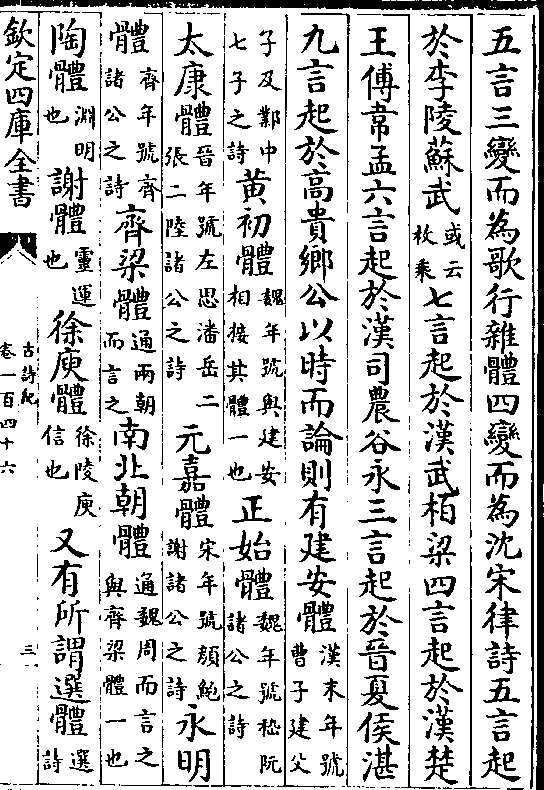 五言三變而為歌行雜體四變而為沈宋律詩五言起
於李陵蘇武或云枚乘七言起於漢武柏梁四言起於漢楚
王傅韋孟六言起於漢司農谷永三言起於晉夏侯湛
九言起於高貴鄉公以時而論則有建安體漢末年號曹子建父
子及鄴中七子之詩黄初體魏年號與建安相接其體一也正始體魏年號嵇阮諸公之詩
太康體晉年號左思潘岳二張二陸諸公之詩元嘉體宋年號顔鮑謝諸公之詩永明
體齊年號齊諸公之詩齊梁體通兩朝而言之南北朝體通魏周而言之與齊梁體一也
陶體淵明也謝體靈運也徐庾體徐陵庾信也又有所謂選體選詩
欽定四庫全書
古詩紀
卷一百四十六
三